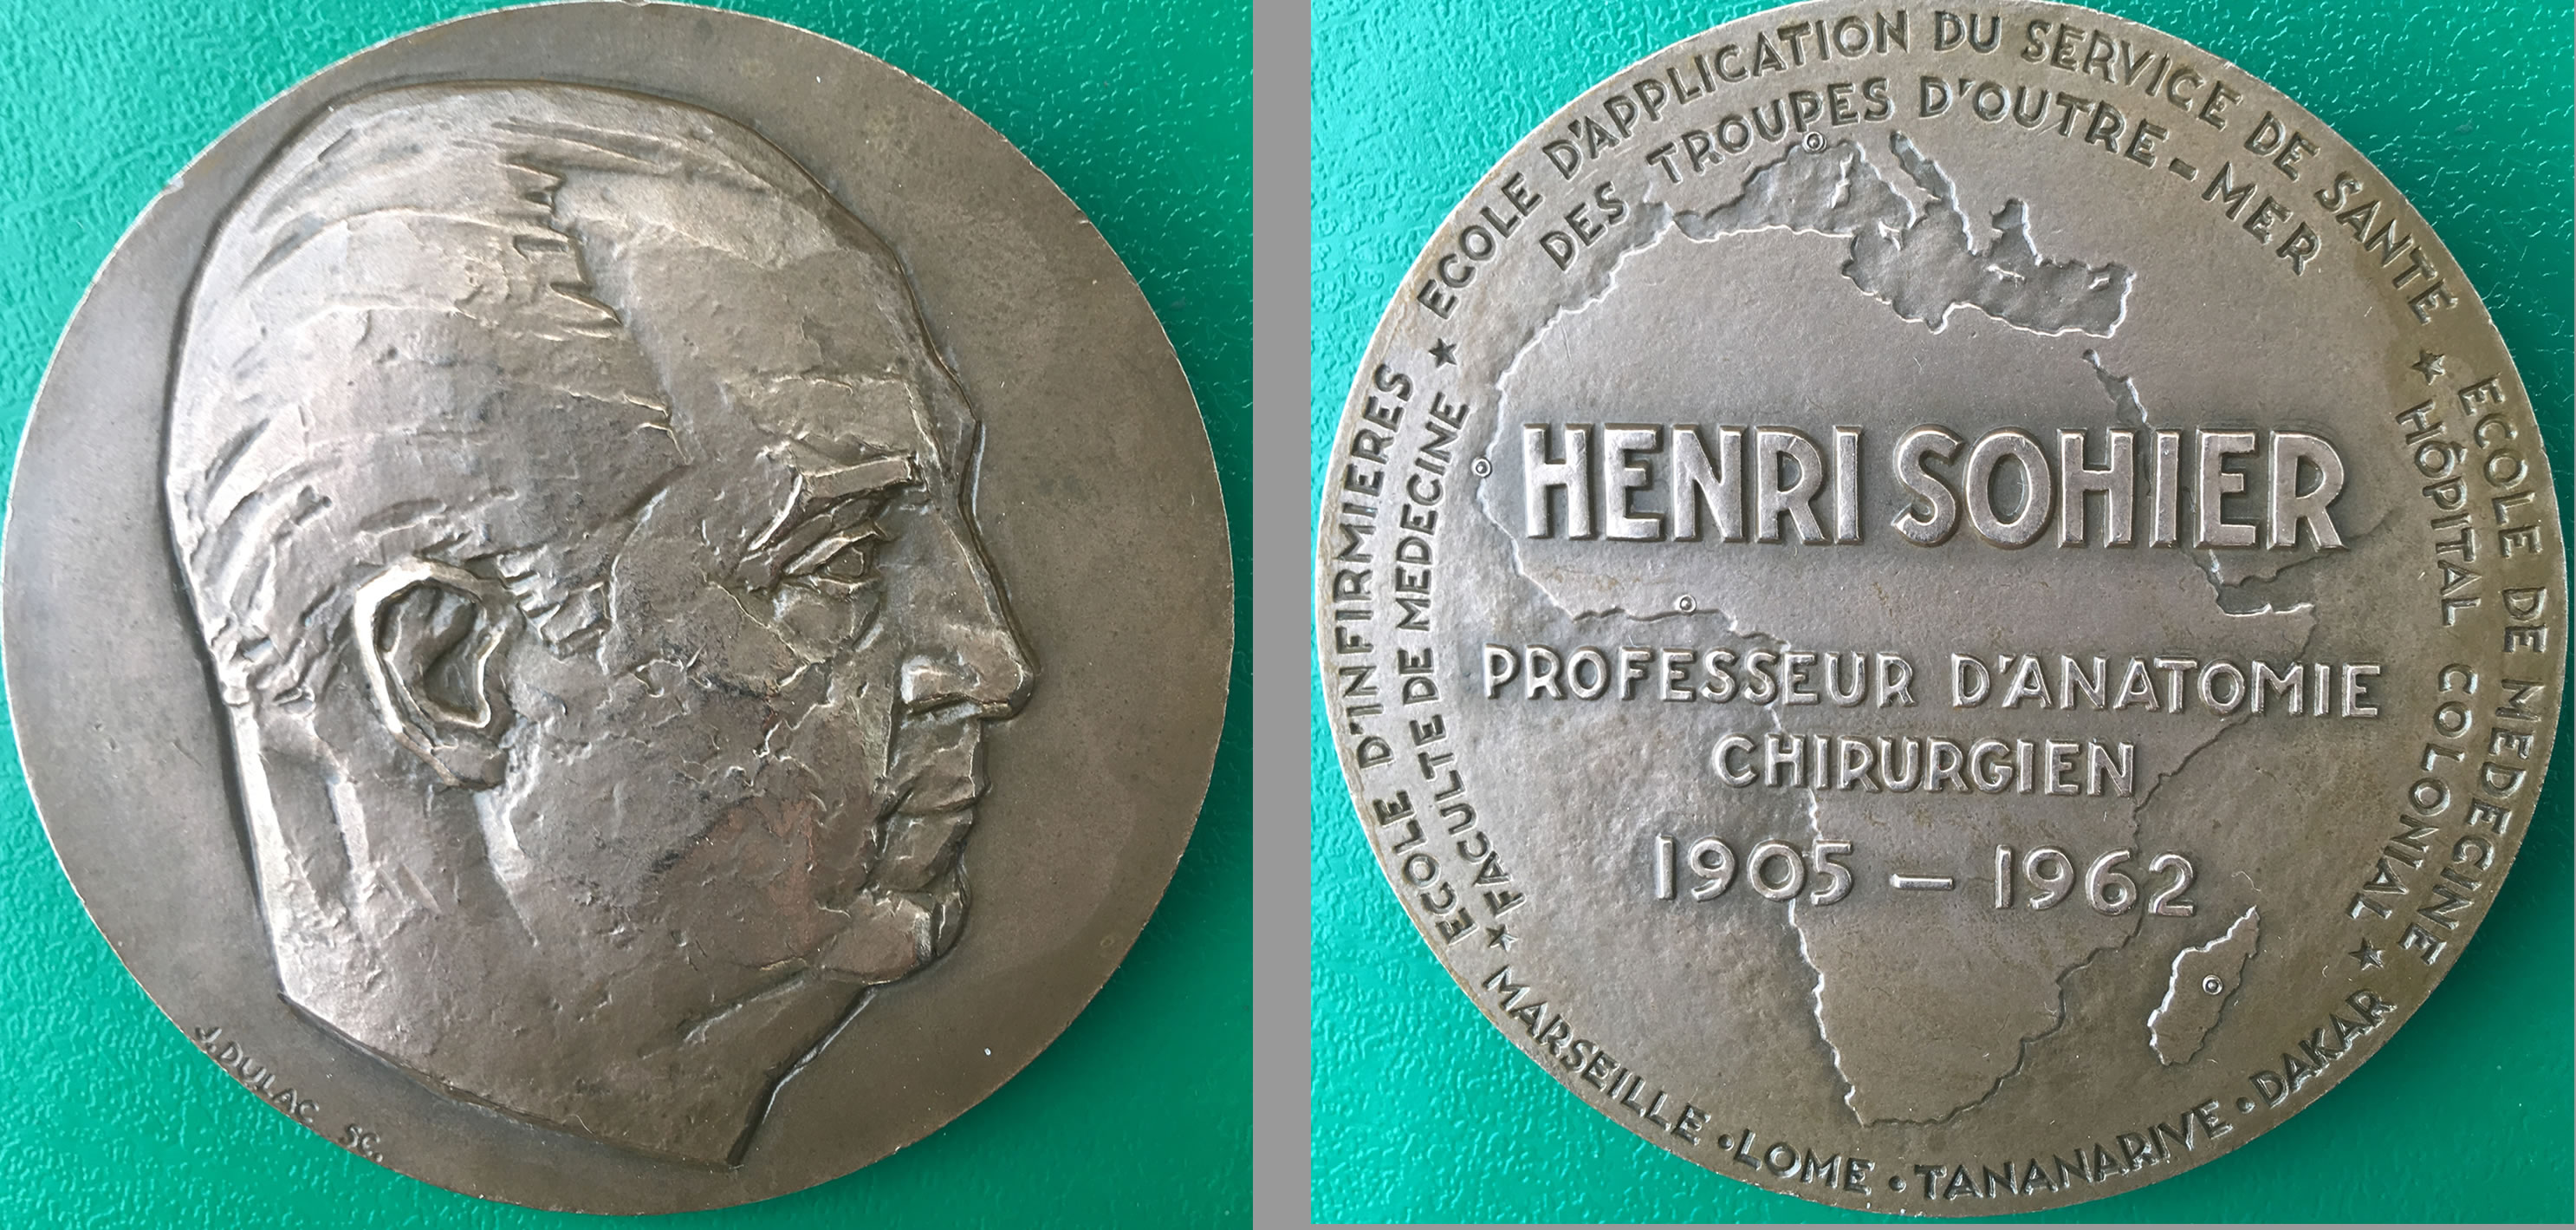 J. DULAC SC.
ECOLE D'APPLICATION DU SERVICE DE SANTE
DES TROUPES D'OUTRE-MER
ECOLE DE MEDECINE
HÔPITAL COLONIAL
ECOLE D'INFIRMIERES
FACULTE DE MEDECINE
HENRI SOHIER
PROFESSEUR D'ANATOMIE
CHIRURGIEN
1905 - 1962
MARSEILLE • LOME • TANANARIVE • DAKAR